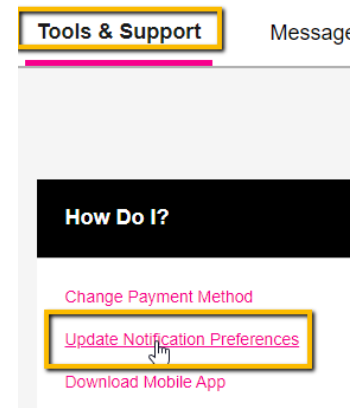 Tools & Support
Message
How Do I?
Change Payment Method
Update Notification Preferences
Download Mobile App